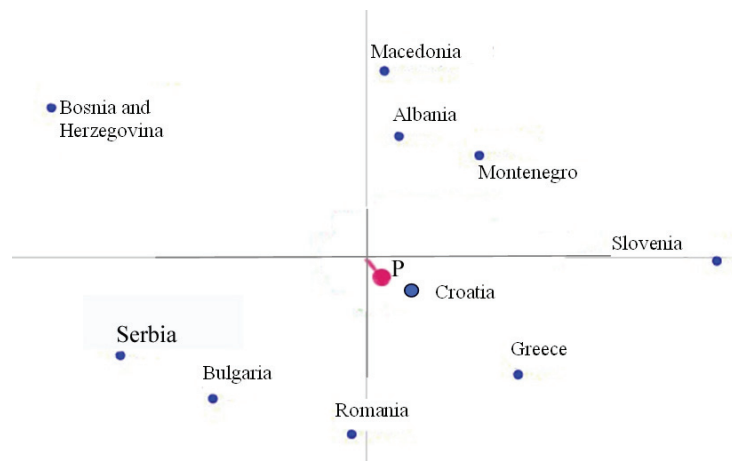 Macedonia
Bosnia and
Herzegovina
Albania
Montenegro
Slovenia
P
Croatia
Serbia
Greece
Bulgaria
Romania